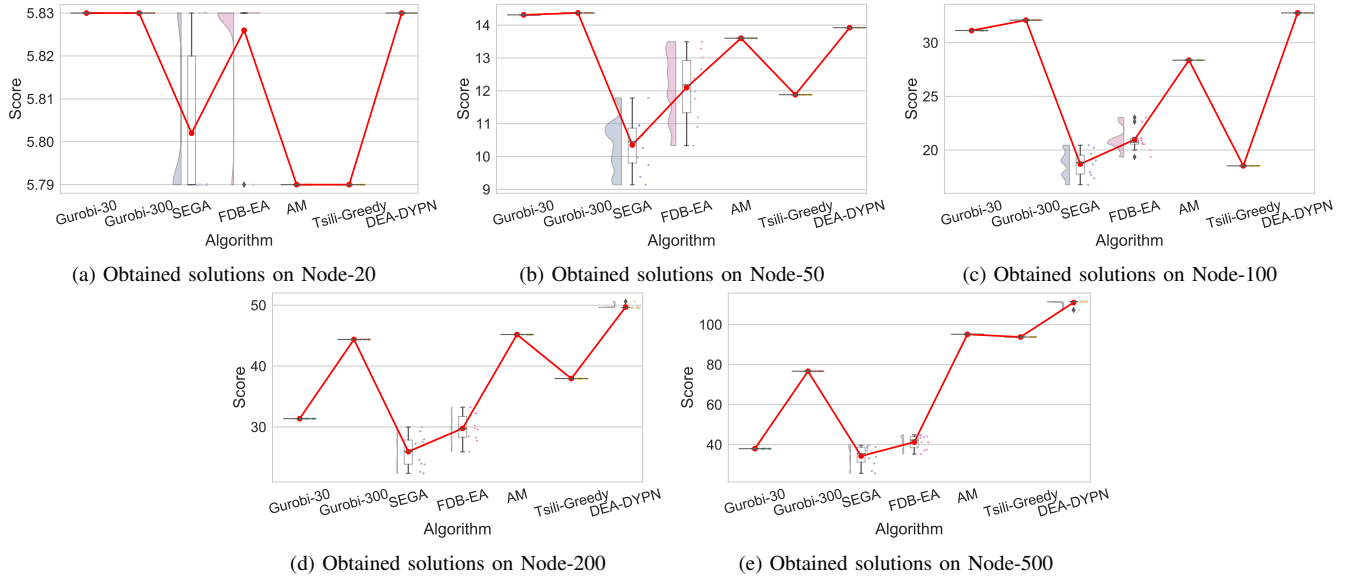 5.83
5.82
5.81
5.80
5.79
Score
Gurobi-30
Gurobi-300
SEGA
FDB-EA
AM
Tsili-Greedy
DEA-DYPN
Algorithm
(a) Obtained solutions on Node-20
14
13
12
11
10
9
Score
Gurobi-30
Gurobi-300
SEGA
FDB-EA
AM
Tsili-Greedy
DEA-DYPN
Algorithm
(b) Obtained solutions on Node-50
30
25
20
Score
Gurobi-30
Gurobi-300
SEGA
FDB-EA
AM
Tsili-Greedy
DEA-DYPN
Algorithm
(c) Obtained solutions on Node-100
50
40
30
Score
Gurobi-30
Gurobi-300
SEGA
FDB-EA
AM
Tsili-Greedy
DEA-DYPN
Algorithm
(d) Obtained solutions on Node-200
100
80
60
40
Score
Gurobi-30
Gurobi-300
SEGA
FDB-EA
AM
Tsili-Greedy
DEA-DYPN
Algorithm
(e) Obtained solutions on Node-500